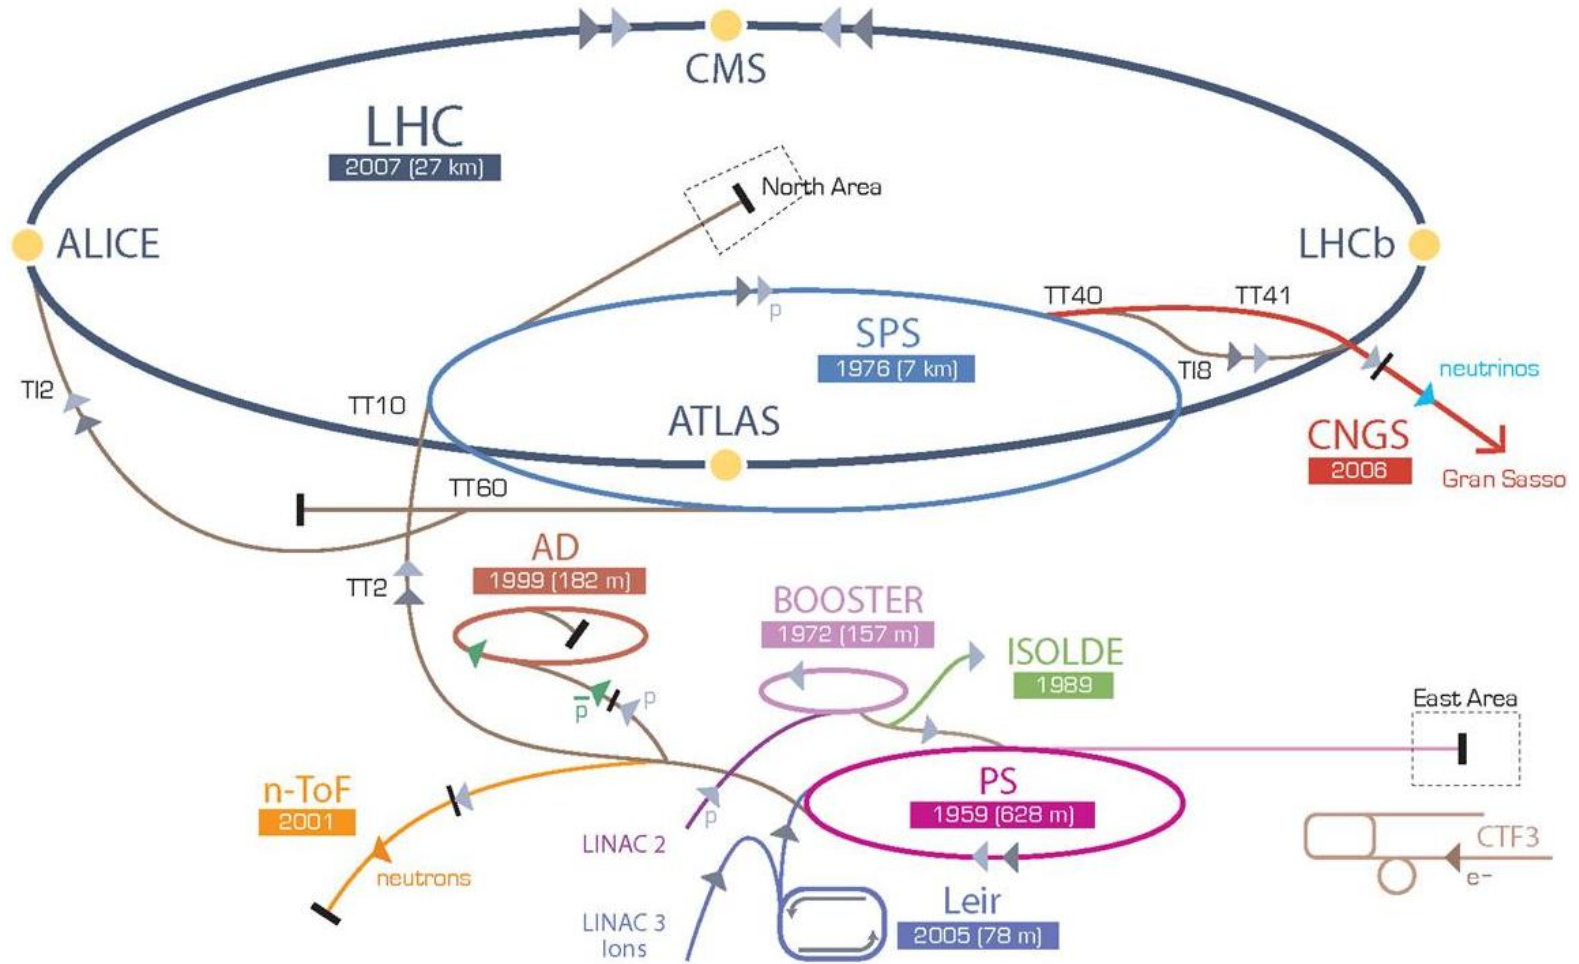 CMS
LHC
2007 (27 km)
North Area
ALICE
LHCb
TT40
TT41
p
SPS
1976 (7 km)
TI8
neutrinos
TI2
TT10
ATLAS
CNGS
2006
Gran Sasso
TT60
AD
1999 (182 m)
TT2
BOOSTER
1972 (157 m)
ISOLDE
1989
p
p̅
East Area
n-ToF
2001
PS
1959 (628 m)
p
LINAC 2
neutrons
CTF3
e-
LINAC 3
Ions
Leir
2005 (78 m)